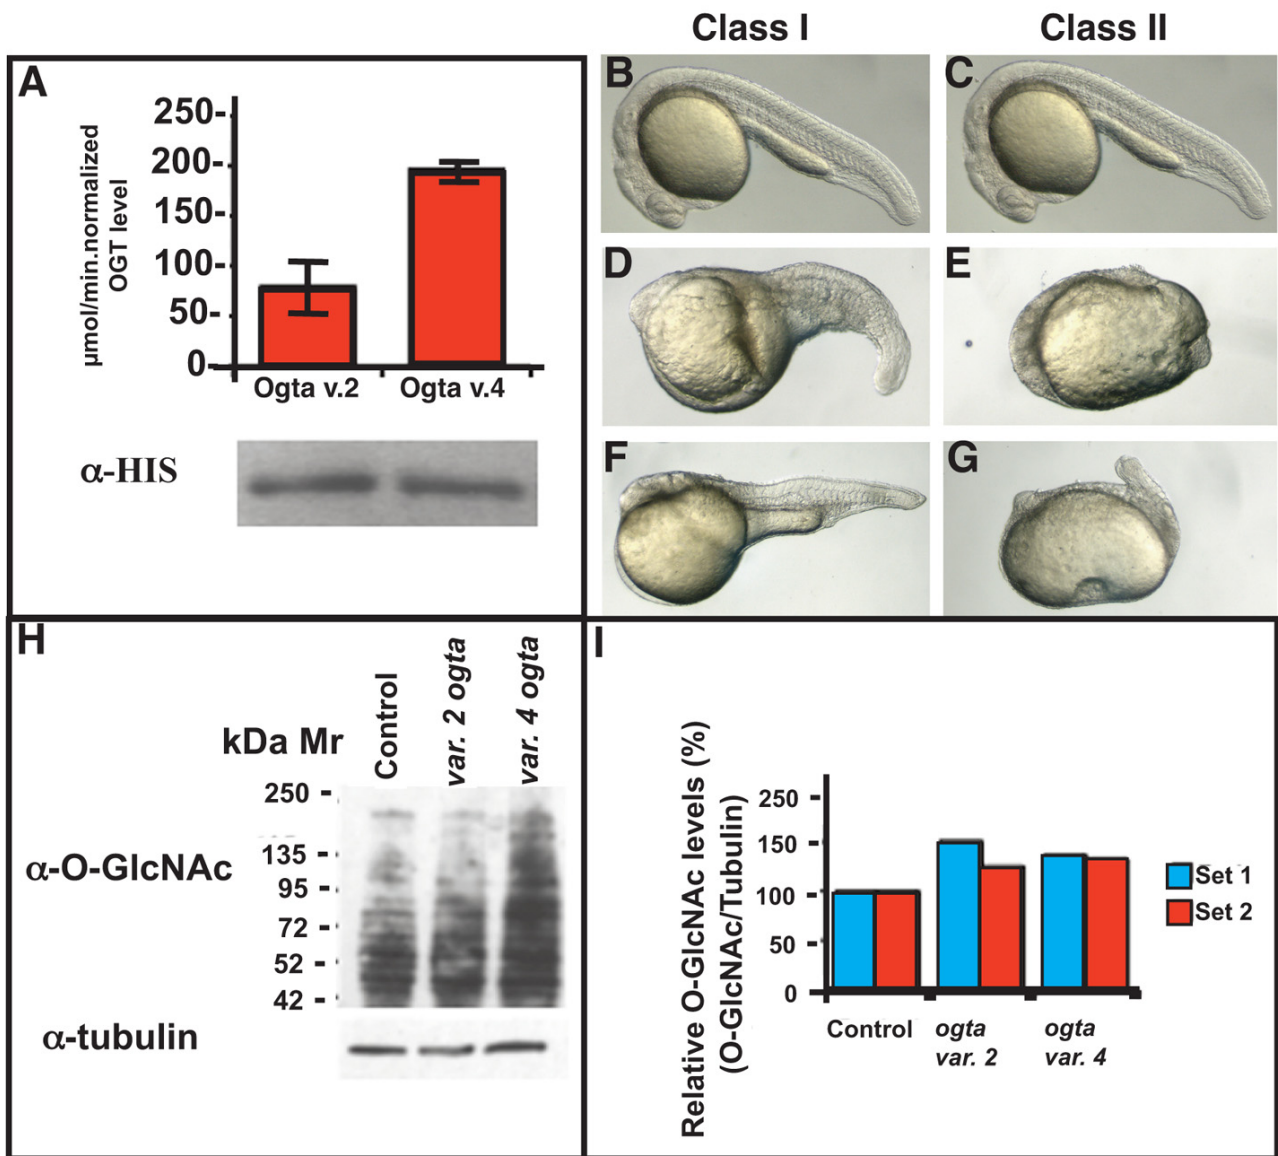 Class I
Class II
A
µmol/min.normalized
OGT level
250-
200-
150-
100-
50-
0-
Ogta v.2
Ogta v.4
α-HIS
B
C
D
E
F
G
H
kDa Mr
Control
var. 2 ogta
var. 4 ogta
250 -
135 -
95 -
72 -
52 -
42 -
α-O-GlcNAc
α-tubulin
I
Relative O-GlcNAc levels (%)
(O-GlcNAc/Tubulin)
250 -
150 -
100 -
50 -
0 -
Control
ogta
var. 2
ogta
var. 4
Set 1
Set 2